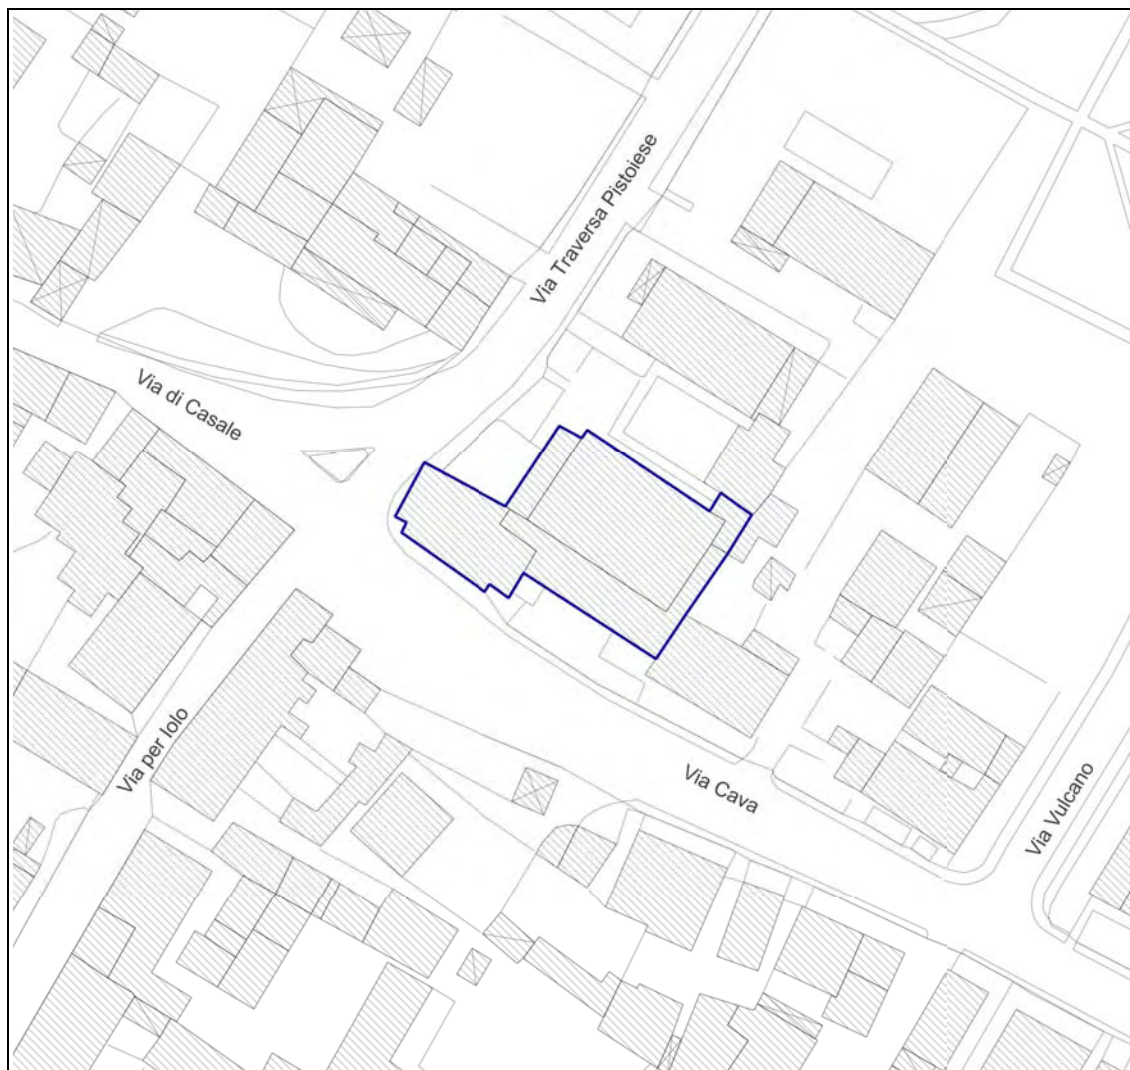 Via Traversa Pistoiese
Via di Casale
Via per Iolo
Via Cava
Via Vulcano